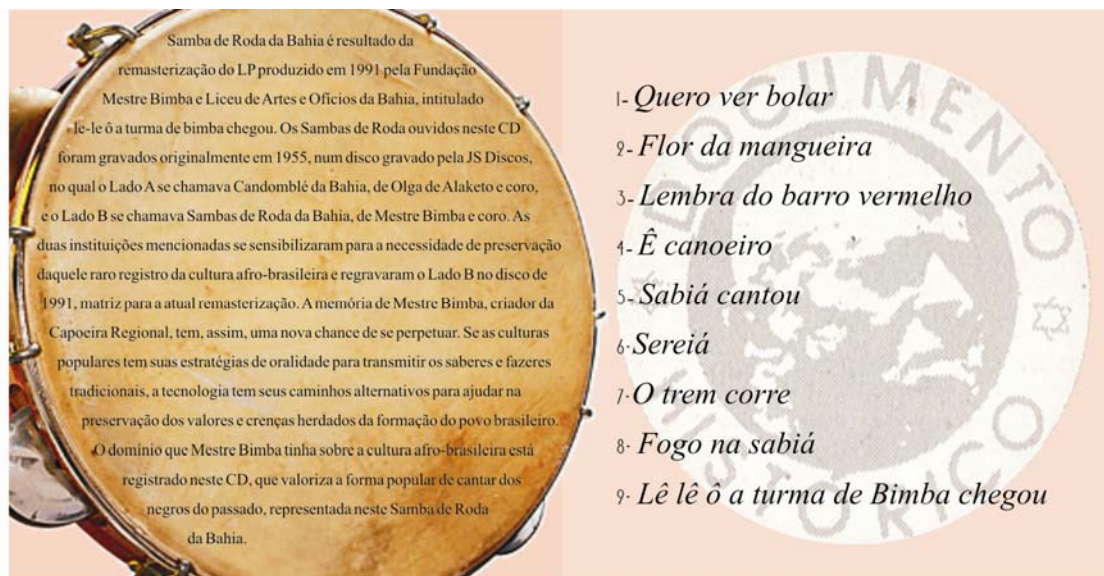 Samba de Roda da Bahia é resultado da
remasterização do LP produzido em 1991 pela Fundação
Mestre Bimba e Liceu de Artes e Ofícios da Bahia, intitulado
le-le ô a turma de bimba chegou. Os Sambas de Roda ouvidos neste CD
foram gravados originalmente em 1955, num disco gravado pela JS Discos,
no qual o Lado A se chamava Candomblé da Bahia, de Olga de Alaketo e coro,
e o Lado B se chamava Sambas de Roda da Bahia, de Mestre Bimba e coro. As
duas instituições mencionadas se sensibilizaram para a necessidade de preservação
daquele raro registro da cultura afro-brasileira e regravaram o Lado B no disco de
1991, matriz para a atual remasterização. A memória de Mestre Bimba, criador da
Capoeira Regional, tem, assim, uma nova chance de se perpetuar. Se as culturas
populares tem suas estratégias de oralidade para transmitir os saberes e fazeres
tradicionais, a tecnologia tem seus caminhos alternativos para ajudar na
preservação dos valores e crenças herdados da formação do povo brasileiro.
O domínio que Mestre Bimba tinha sobre a cultura afro-brasileira está
registrado neste CD, que valoriza a forma popular de cantar dos
negros do passado, representada neste Samba de Roda
da Bahia.
1- Quero ver bolar
2- Flor da mangueira
3- Lembra do barro vermelho
4- Ê canoeiro
5- Sabiá cantou
6- Sereiá
7- O trem corre
8- Fogo na sabiá
9- Lê lê ô a turma de Bimba chegou
DOCUMENTO
HISTÓRICO